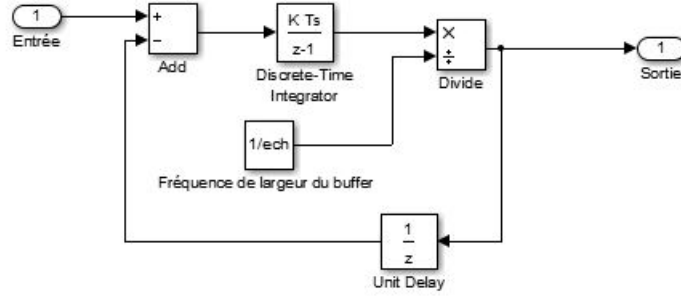 1
Entrée
+
−
Add
K Ts
z-1
Discrete-Time
Integrator
×
÷
Divide
1
Sortie
1/ech
Fréquence de largeur du buffer
1
z
Unit Delay